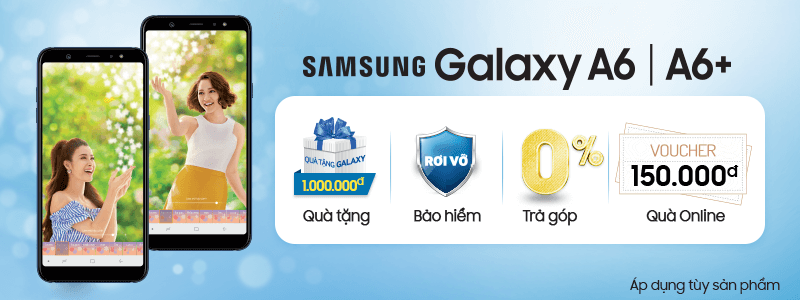 SAMSUNG Galaxy A6 | A6+
QUÀ TẶNG GALAXY
1.000.000đ
Quà tặng
RƠI VỠ
Bảo hiểm
0%
Trả góp
VOUCHER
150.000đ
Quà Online
Áp dụng tùy sản phẩm